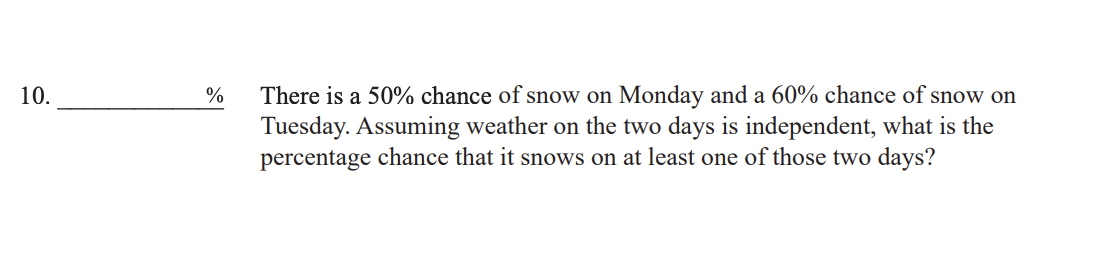 10. ____________ % There is a 50% chance of snow on Monday and a 60% chance of snow on
Tuesday. Assuming weather on the two days is independent, what is the
percentage chance that it snows on at least one of those two days?